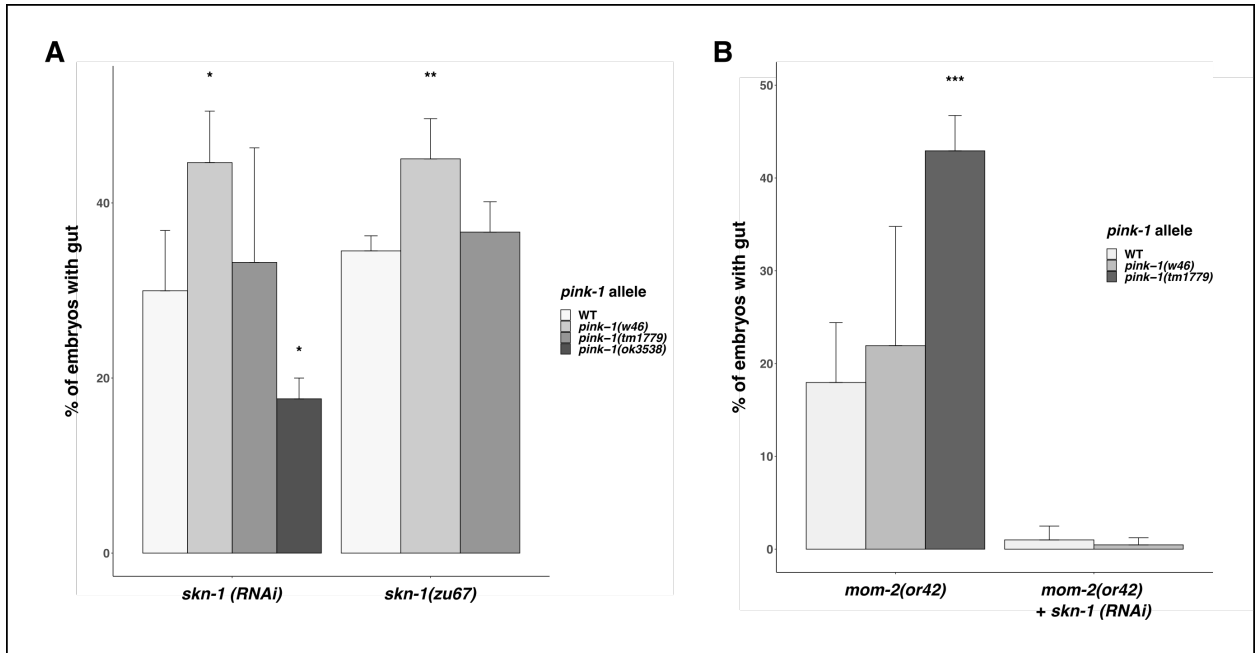 A
*
**
40
20
0
% of embryos with gut
*
pink-1 allele
WT
pink−1(w46)
pink−1(tm1779)
pink−1(ok3538)
skn-1 (RNAi)
skn-1(zu67)
B
***
50
40
30
20
10
0
% of embryos with gut
pink-1 allele
WT
pink−1(w46)
pink−1(tm1779)
mom-2(or42)
mom-2(or42)
+ skn-1 (RNAi)